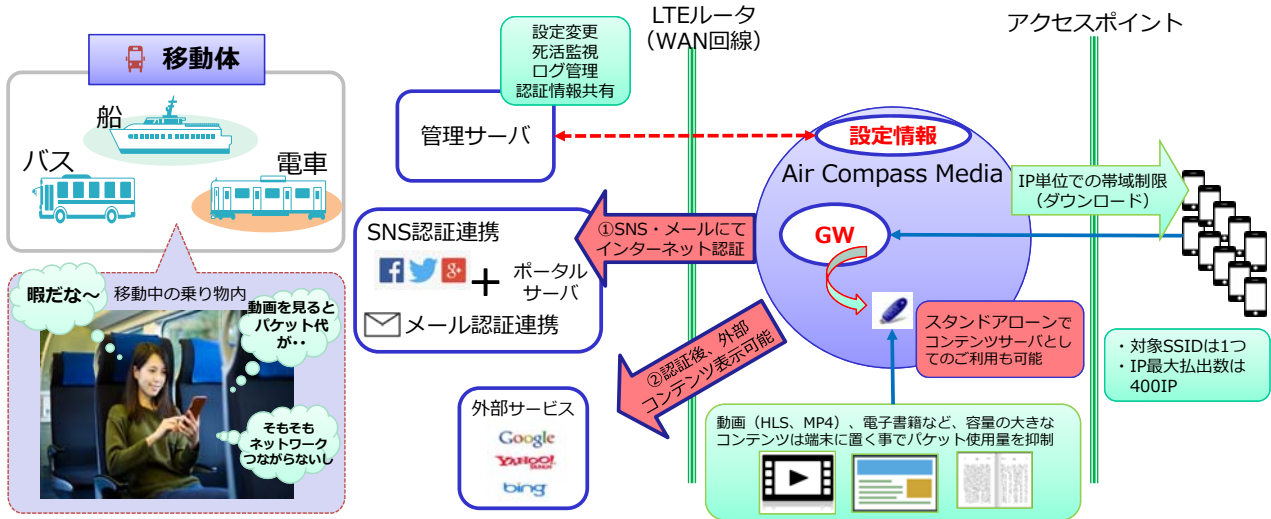 移動体
船
バス
電車
暇だな～
移動中の乗り物内
動画を見ると
パケット代
が・・
そもそも
ネットワーク
つながらないし
設定変更
死活監視
ログ管理
認証情報共有
管理サーバ
LTEルータ
（WAN回線）
アクセスポイント
設定情報
Air Compass Media
GW
IP単位での帯域制限
（ダウンロード）
SNS認証連携
f
g+
+
ポータル
サーバ
メール認証連携
①SNS・メールにて
インターネット認証
②認証後、外部
コンテンツ表示可能
スタンドアローンで
コンテンツサーバとし
てのご利用も可能
・対象SSIDは1つ
・IP最大払出数は
400IP
外部サービス
Google
YAHOO!
JAPAN
bing
動画（HLS、MP4）、電子書籍など、容量の大きな
コンテンツは端末に置く事でパケット使用量を抑制